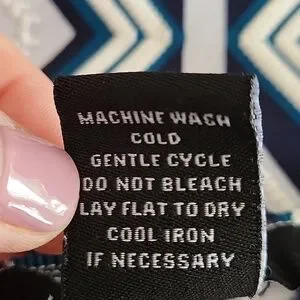 MACHINE WACH
COLD
GENTLE CYCLE
DO NOT BLEACH
LAY FLAT TO DRY
COOL IRON
IF NECESSARY